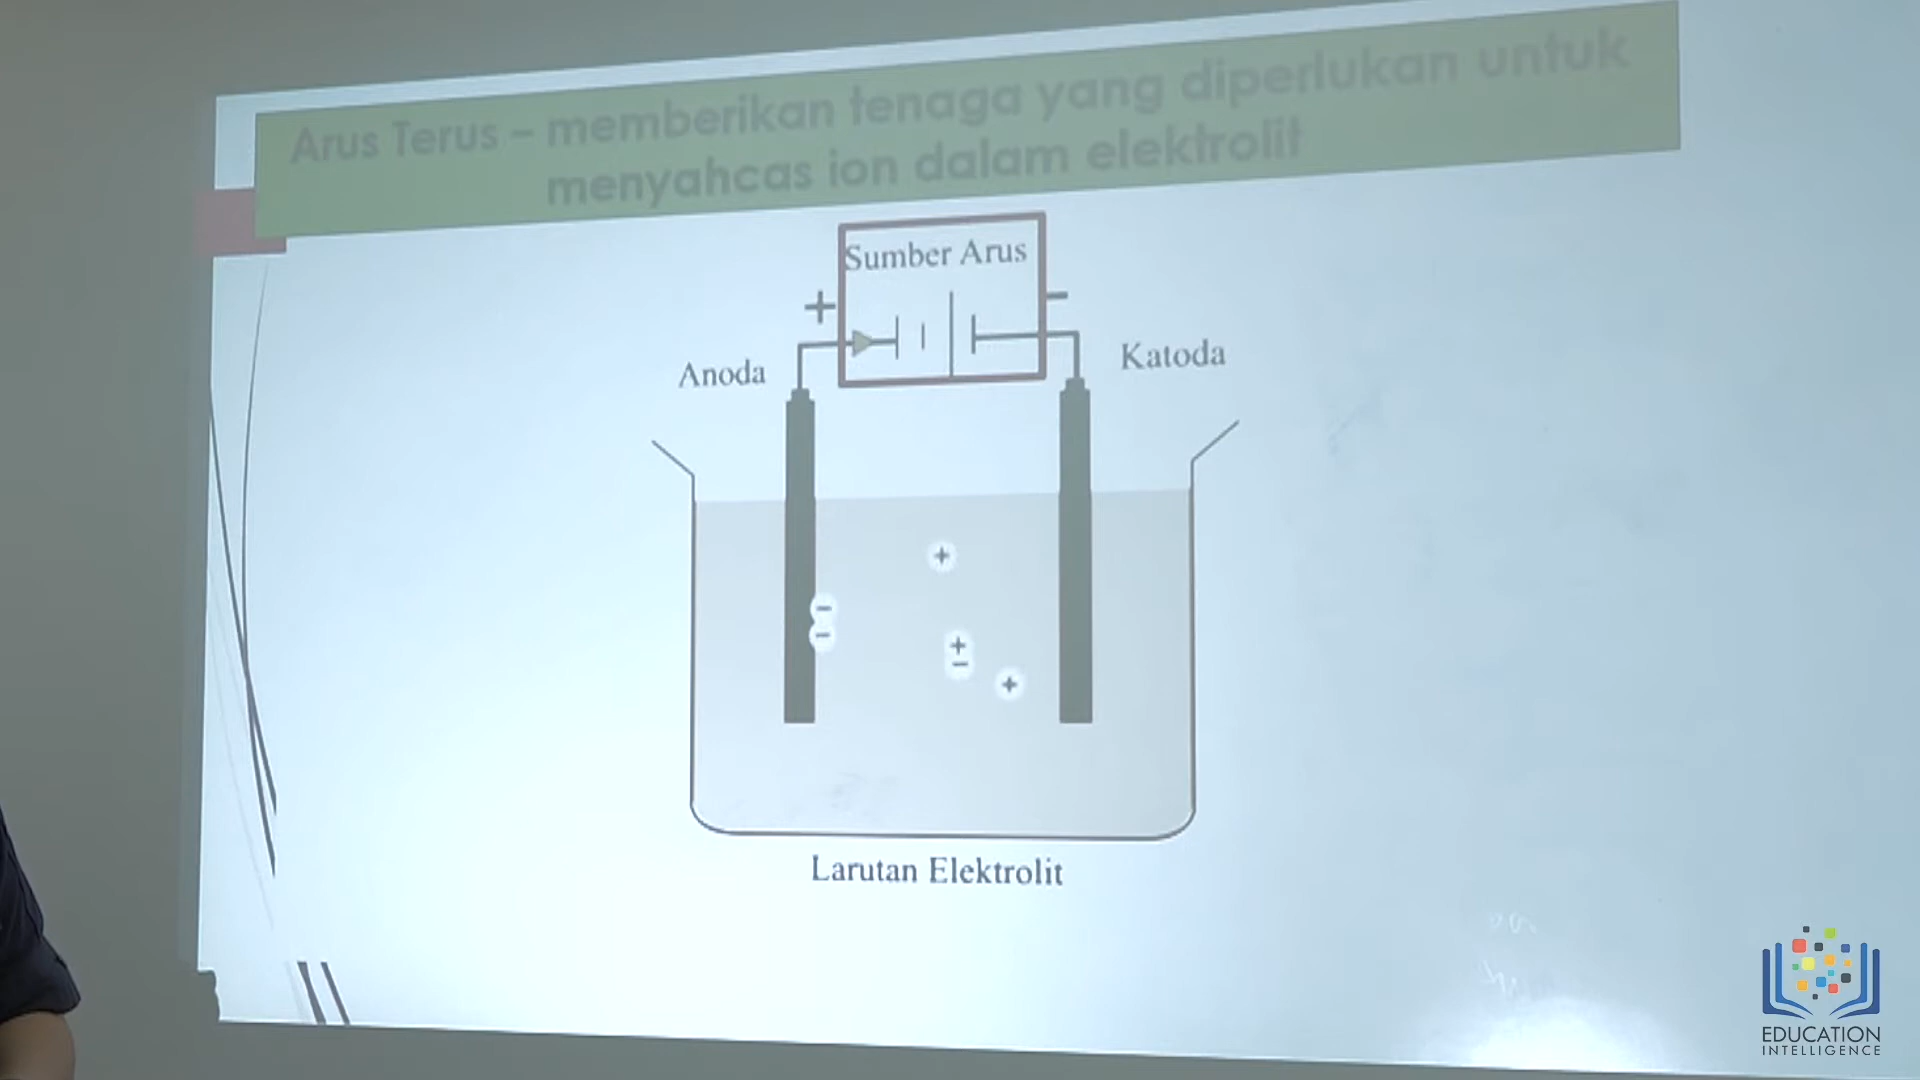 Arus Terus – memberikan tenaga yang diperlukan untuk
menyahcas ion dalam elektrolit
Sumber Arus
+
–
Anoda
Katoda
+
–
–
+
–
+
Larutan Elektrolit
EDUCATION
INTELLIGENCE